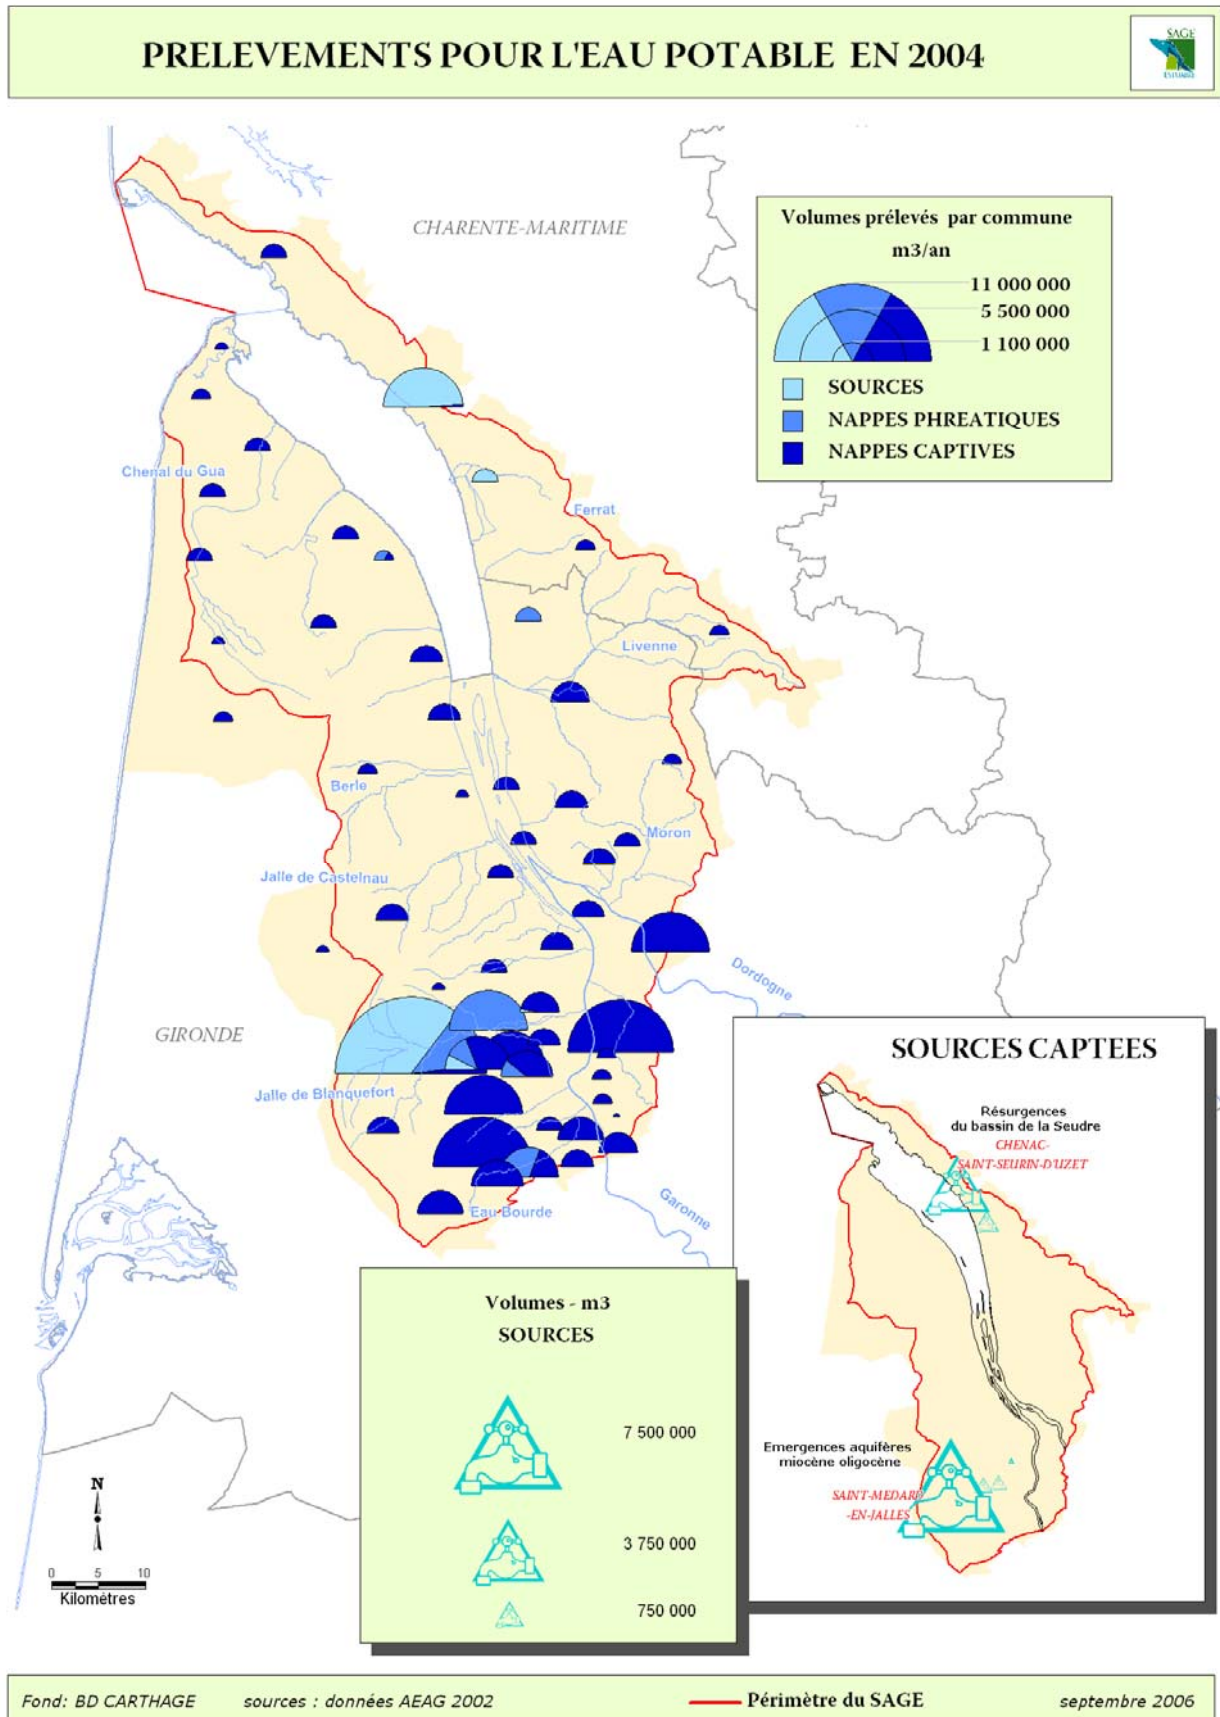 PRELEVEMENTS POUR L'EAU POTABLE EN 2004
SAGE
ESTUAIRE
CHARENTE-MARITIME
Volumes prélevés par commune
m3/an
11 000 000
5 500 000
1 100 000
SOURCES
NAPPES PHREATIQUES
NAPPES CAPTIVES
Chenal du Gua
Ferrat
Livenne
Berle
Moron
Jalle de Castelnau
Dordogne
GIRONDE
Jalle de Blanquefort
Garonne
Eau Bourde
SOURCES CAPTEES
Résurgences
du bassin de la Seudre
CHENAC-
SAINT-SEURIN-D'UZET
Emergences aquifères
miocène oligocène
SAINT-MEDARD
-EN-JALLES
Volumes - m3
SOURCES
7 500 000
3 750 000
750 000
N
0 5 10
Kilométres
Fond: BD CARTHAGE sources : données AEAG 2002 Périmètre du SAGE septembre 2006